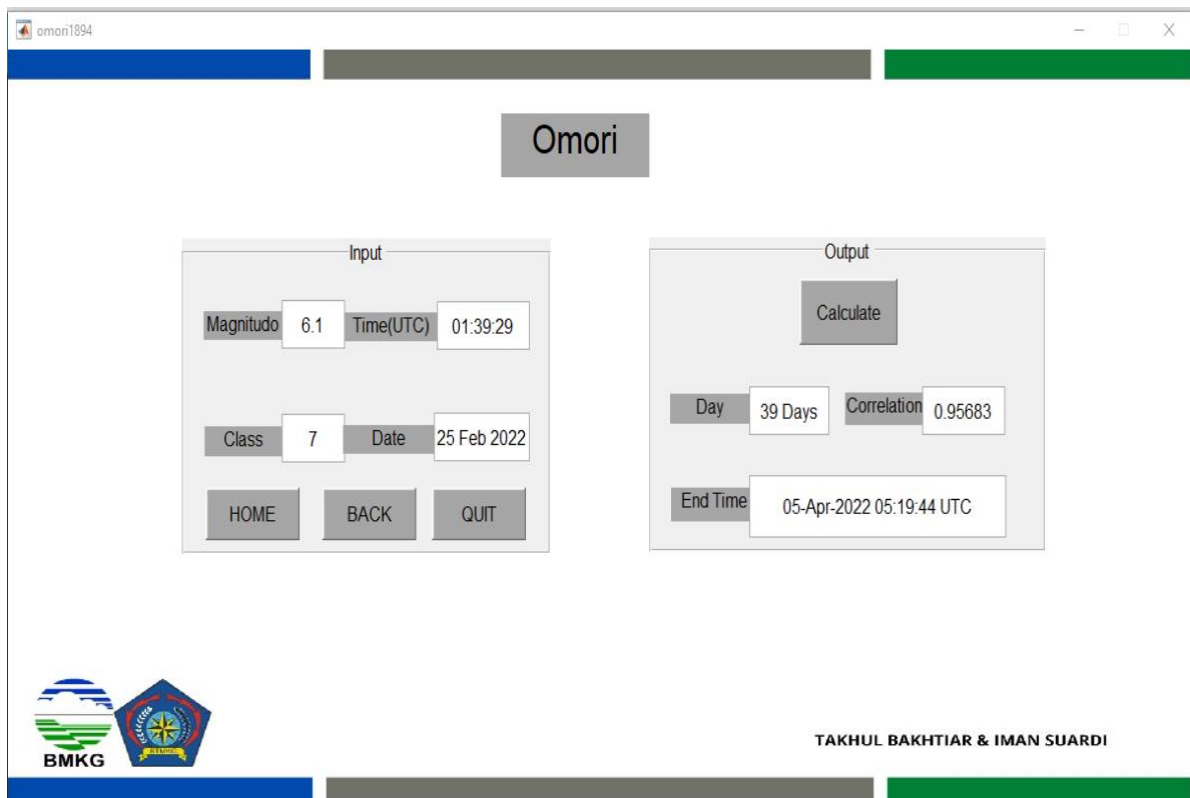 omori1894
Omori
Input
Magnitudo 6.1 Time(UTC) 01:39:29
Class 7 Date 25 Feb 2022
HOME BACK QUIT
Output
Calculate
Day 39 Days Correlation 0.95683
End Time 05-Apr-2022 05:19:44 UTC
BMKG
STMKG
TAKHUL BAKHTIAR & IMAN SUARDI